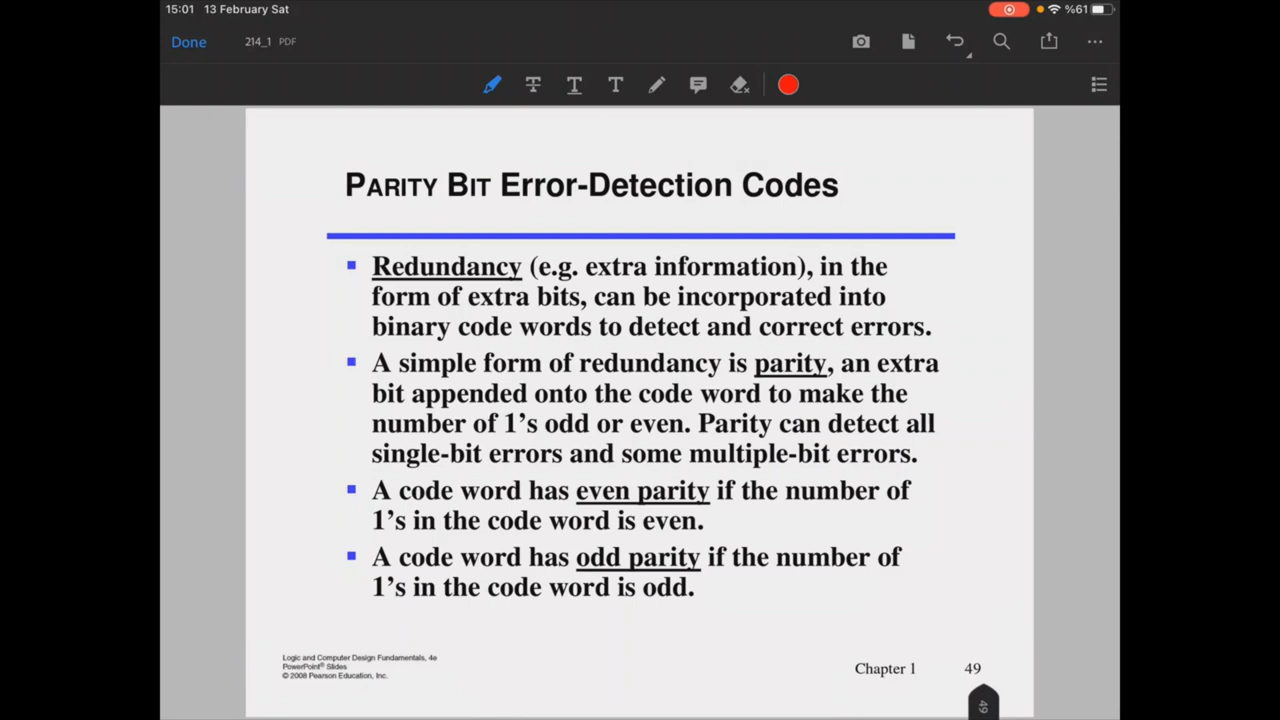 15:01 13 February Sat
%61
Done 214_1 PDF
PARITY BIT Error-Detection Codes
Redundancy (e.g. extra information), in the
form of extra bits, can be incorporated into
binary code words to detect and correct errors.
A simple form of redundancy is parity, an extra
bit appended onto the code word to make the
number of 1’s odd or even. Parity can detect all
single-bit errors and some multiple-bit errors.
A code word has even parity if the number of
1’s in the code word is even.
A code word has odd parity if the number of
1’s in the code word is odd.
Logic and Computer Design Fundamentals, 4e
PowerPoint® Slides
© 2008 Pearson Education, Inc.
Chapter 1 49
49